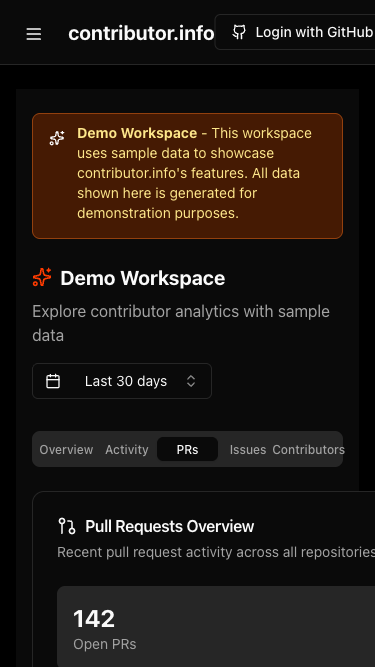 contributor.info
Login with GitHub
Demo Workspace - This workspace
uses sample data to showcase
contributor.info's features. All data
shown here is generated for
demonstration purposes.
Demo Workspace
Explore contributor analytics with sample
data
Last 30 days
Overview Activity PRs Issues Contributors
Pull Requests Overview
Recent pull request activity across all repositories
142
Open PRs